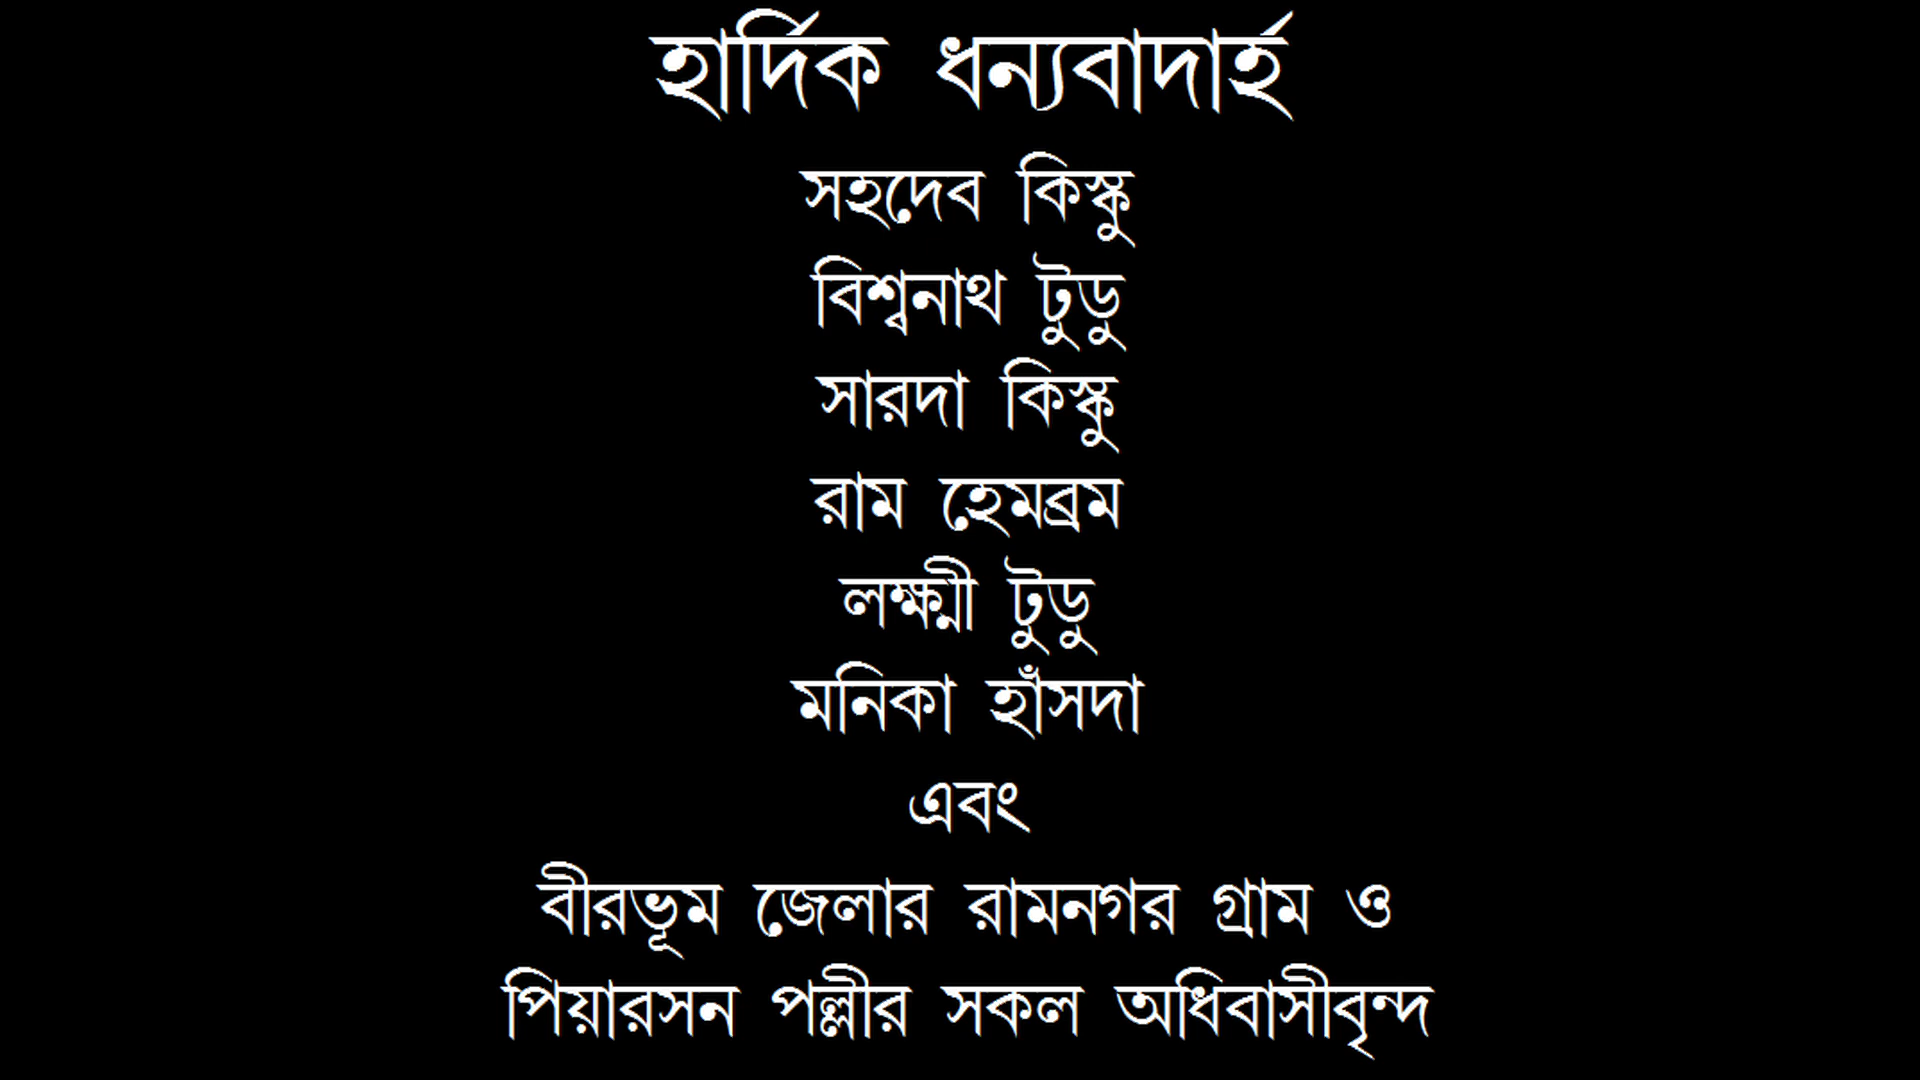 হার্দিক ধন্যবাদার্হ
সহদেব কিস্কু
বিশ্বনাথ টুডু
সারদা কিস্কু
রাম হেমব্রম
লক্ষ্মী টুডু
মনিকা হাঁসদা
এবং
বীরভূম জেলার রামনগর গ্রাম ও
পিয়ারসন পল্লীর সকল অধিবাসীবৃন্দ